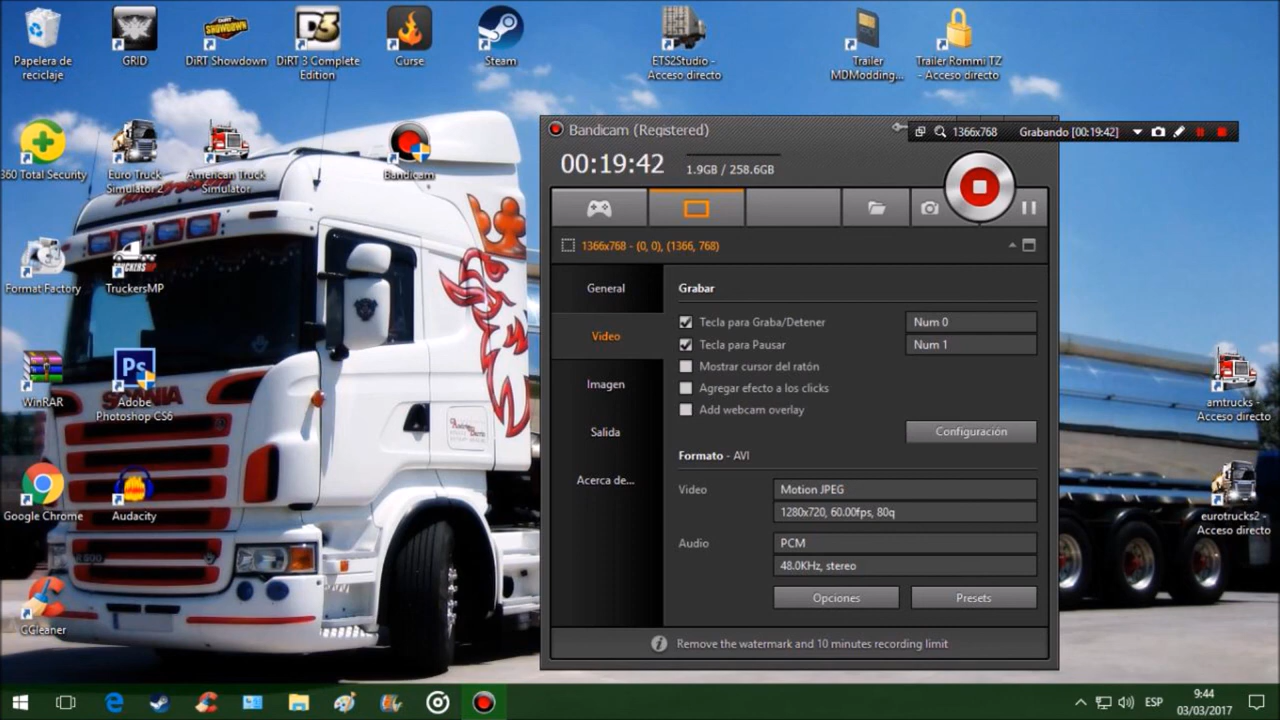 Papelera de
reciclaje
GRID
DiRT Showdown
DiRT 3 Complete
Edition
Curse
Steam
ETS2Studio -
Acceso directo
Trailer
MDModding...
Trailer Rommi TZ
- Acceso directo
360 Total Security
Euro Truck
Simulator 2
American Truck
Simulator
Bandicam
Format Factory
TruckersMP
WinRAR
Adobe
Photoshop CS6
Google Chrome
Audacity
CCleaner
amtrucks -
Acceso directo
eurotrucks2 -
Acceso directo
SCANIA
Bandicam (Registered)
1366x768 Grabando [00:19:42]
00:19:42 1.9GB / 258.6GB
1366x768 - (0, 0), (1366, 768)
General
Video
Imagen
Salida
Acerca de...
Grabar
Tecla para Graba/Detener Num 0
Tecla para Pausar Num 1
Mostrar cursor del ratón
Agregar efecto a los clicks
Add webcam overlay
Configuración
Formato - AVI
Video Motion JPEG
1280x720, 60.00fps, 80q
Audio PCM
48.0KHz, stereo
Opciones Presets
Remove the watermark and 10 minutes recording limit
ESP
9:44
03/03/2017